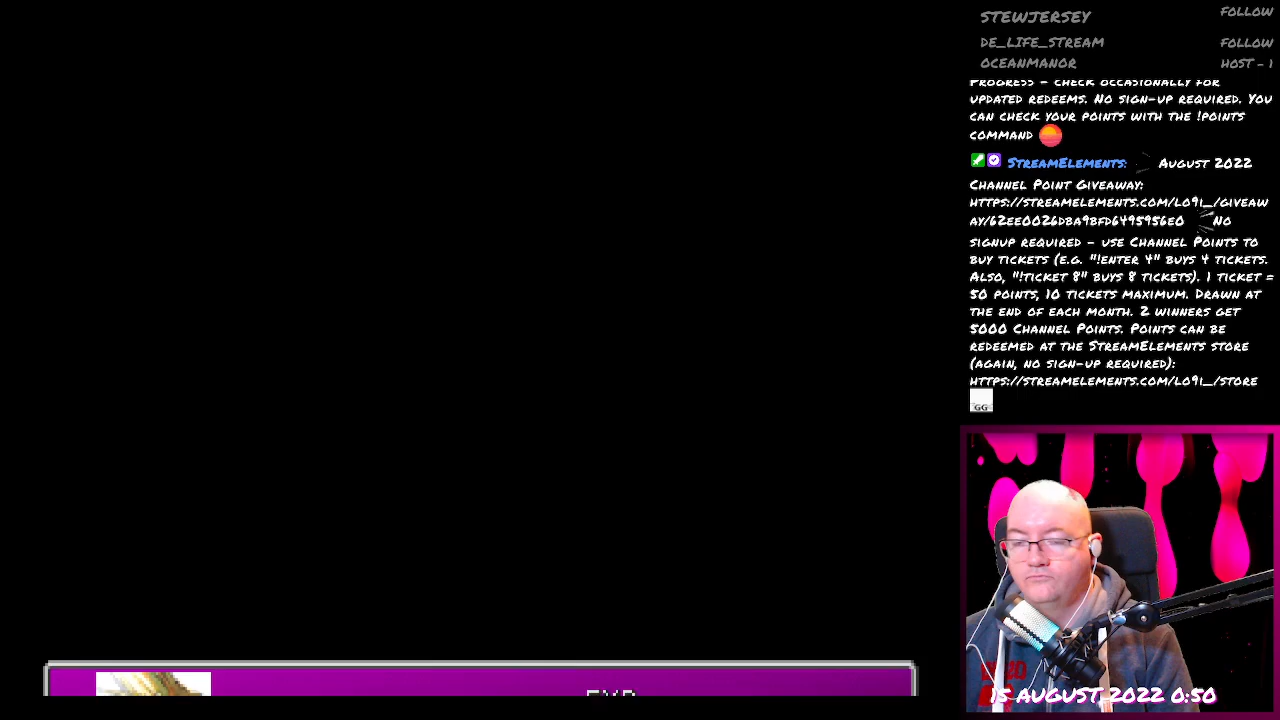 STEWJERSEY FOLLOW
DE_LIFE_STREAM FOLLOW
OCEANMANOR HOST - 1
PROGRESS - CHECK OCCASIONALLY FOR
UPDATED REDEEMS. NO SIGN-UP REQUIRED. YOU
CAN CHECK YOUR POINTS WITH THE !POINTS
COMMAND
STREAMELEMENTS: AUGUST 2022
CHANNEL POINT GIVEAWAY:
HTTPS://STREAMELEMENTS.COM/LO9I_/GIVEAW
AY/62EE0026DBA9BFD6495956E0 NO
SIGNUP REQUIRED - USE CHANNEL POINTS TO
BUY TICKETS (E.G. "!ENTER 4" BUYS 4 TICKETS.
ALSO, "!TICKET 8" BUYS 8 TICKETS). 1 TICKET =
50 POINTS, 10 TICKETS MAXIMUM. DRAWN AT
THE END OF EACH MONTH. 2 WINNERS GET
5000 CHANNEL POINTS. POINTS CAN BE
REDEEMED AT THE STREAMELEMENTS STORE
(AGAIN, NO SIGN-UP REQUIRED):
HTTPS://STREAMELEMENTS.COM/LO9I_/STORE
GG
15 AUGUST 2022 0:50